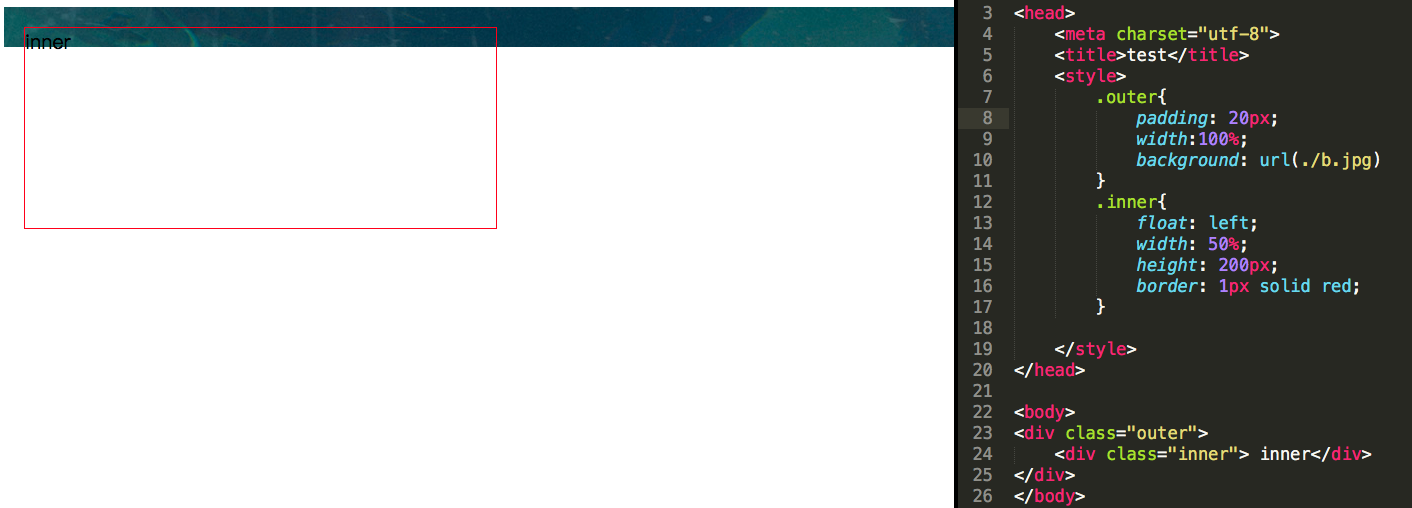 inner
3 <head>
4 <meta charset="utf-8">
5 <title>test</title>
6 <style>
7 .outer{
8 padding: 20px;
9 width:100%;
10 background: url(./b.jpg)
11 }
12 .inner{
13 float: left;
14 width: 50%;
15 height: 200px;
16 border: 1px solid red;
17 }
18
19 </style>
20 </head>
21
22 <body>
23 <div class="outer">
24 <div class="inner"> inner</div>
25 </div>
26 </body>